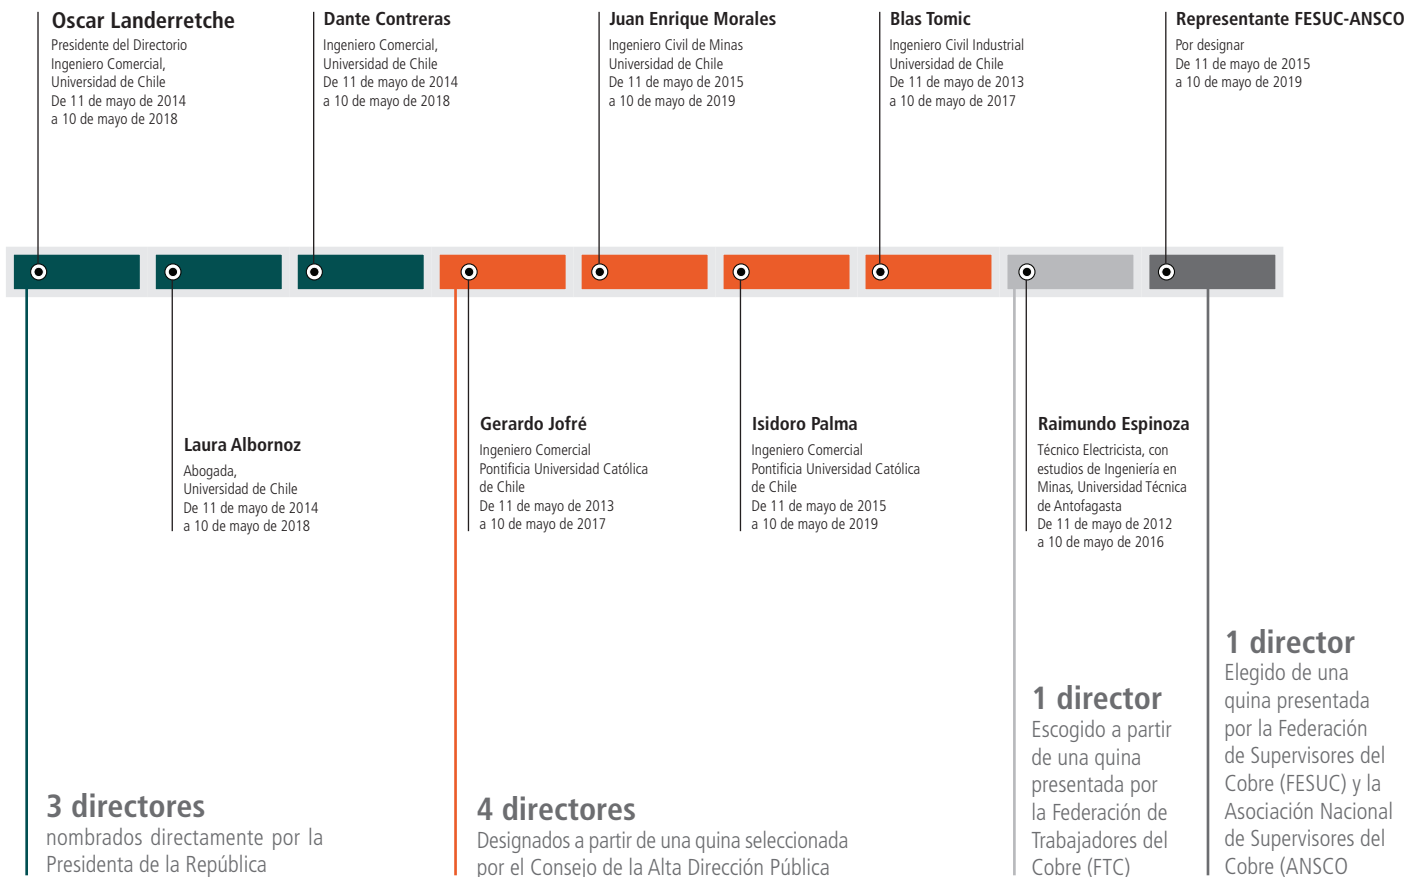 Oscar Landerretche
Presidente del Directorio
Ingeniero Comercial,
Universidad de Chile
De 11 de mayo de 2014
a 10 de mayo de 2018
Dante Contreras
Ingeniero Comercial,
Universidad de Chile
De 11 de mayo de 2014
a 10 de mayo de 2018
Juan Enrique Morales
Ingeniero Civil de Minas
Universidad de Chile
De 11 de mayo de 2015
a 10 de mayo de 2019
Blas Tomic
Ingeniero Civil Industrial
Universidad de Chile
De 11 de mayo de 2013
a 10 de mayo de 2017
Representante FESUC-ANSCO
Por designar
De 11 de mayo de 2015
a 10 de mayo de 2019
Laura Albornoz
Abogada,
Universidad de Chile
De 11 de mayo de 2014
a 10 de mayo de 2018
Gerardo Jofré
Ingeniero Comercial
Pontificia Universidad Católica
de Chile
De 11 de mayo de 2013
a 10 de mayo de 2017
Isidoro Palma
Ingeniero Comercial
Pontificia Universidad Católica
de Chile
De 11 de mayo de 2015
a 10 de mayo de 2019
Raimundo Espinoza
Técnico Electricista, con
estudios de Ingeniería en
Minas, Universidad Técnica
de Antofagasta
De 11 de mayo de 2012
a 10 de mayo de 2016
3 directores
nombrados directamente por la
Presidenta de la República
4 directores
Designados a partir de una quina seleccionada
por el Consejo de la Alta Dirección Pública
1 director
Escogido a partir
de una quina
presentada por
la Federación de
Trabajadores del
Cobre (FTC)
1 director
Elegido de una
quina presentada
por la Federación
de Supervisores del
Cobre (FESUC) y la
Asociación Nacional
de Supervisores del
Cobre (ANSCO